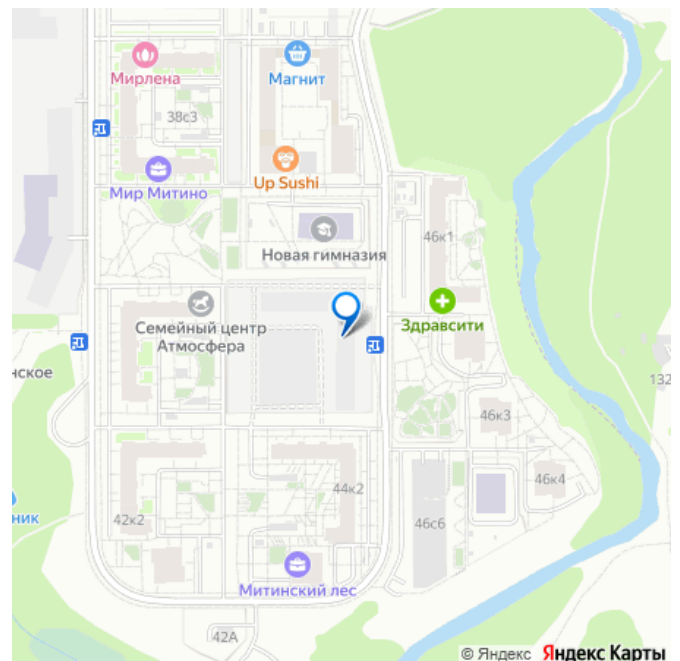 Мирлена
Магнит
38с3
Мир Митино
Up Sushi
Новая гимназия
46к1
Семейный центр
Атмосфера
Здравсити
нское
132
46к3
46к4
44к2
42к2
ник
46с6
Митинский лес
42А
© Яндекс Яндекс Карты